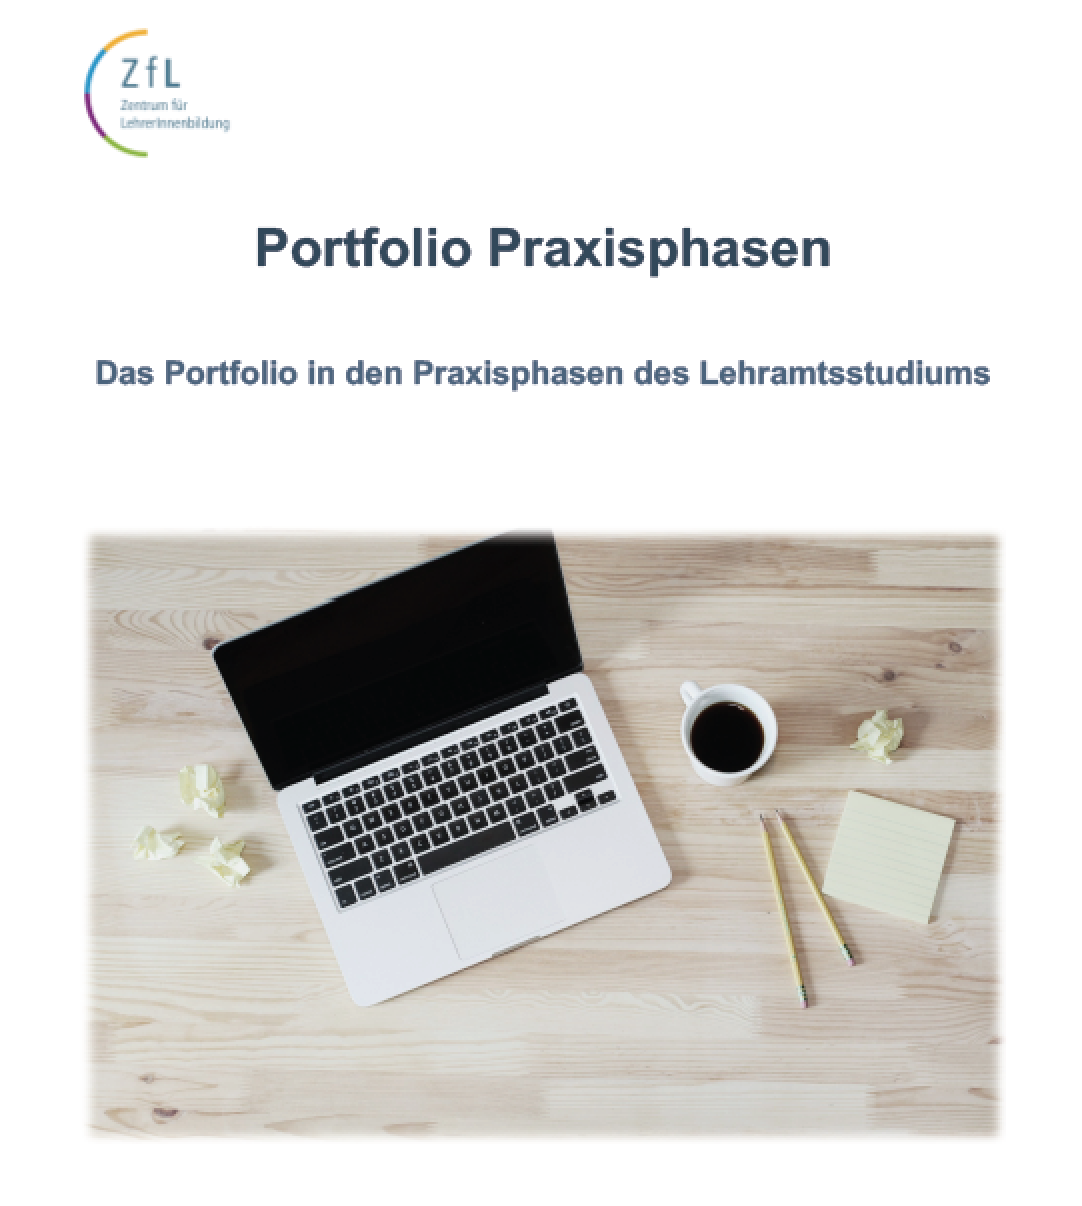 ZfL
Zentrum für
LehrerInnenbildung
Portfolio Praxisphasen
Das Portfolio in den Praxisphasen des Lehramtsstudiums